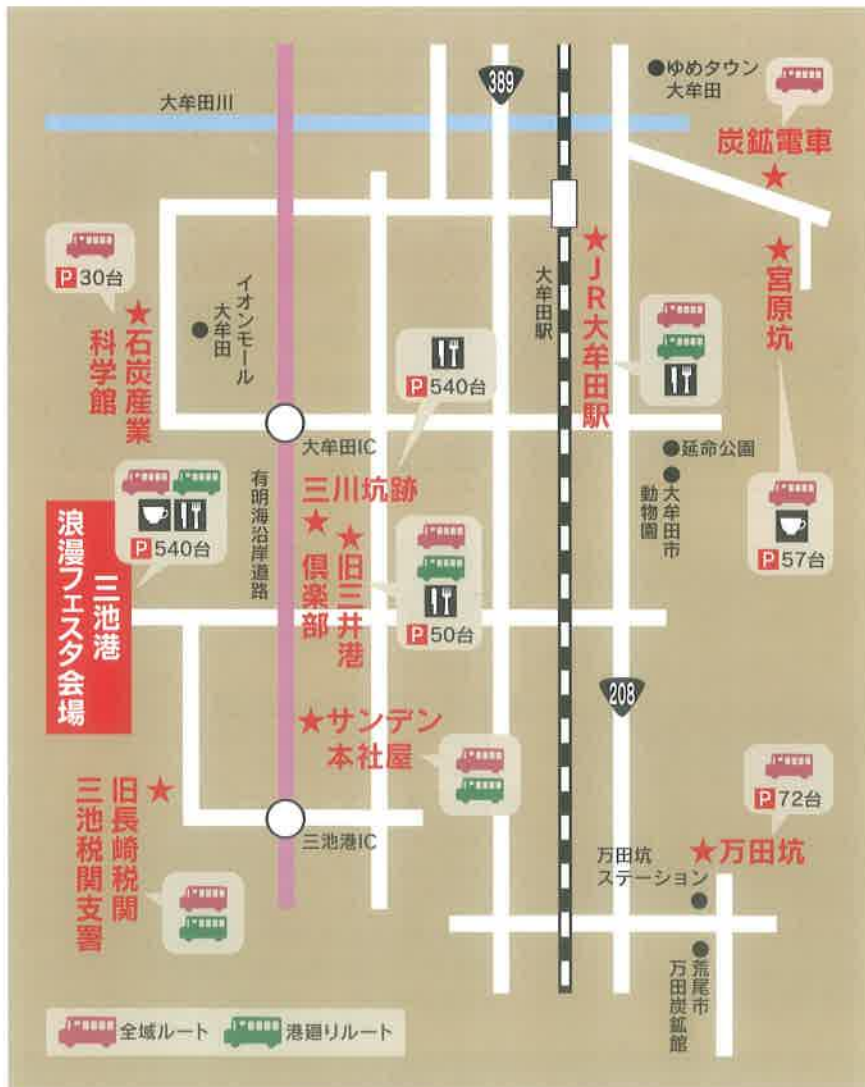 389
●ゆめタウン
大牟田
大牟田川
炭鉱電車
★
P 30台
★石炭産業
科学館
イオンモール
大牟田
大牟田駅
★JR大牟田駅
★宮原坑
P 540台
大牟田IC
●延命公園
●大牟田市
動物園
三川坑跡
★
P 540台
有明海沿岸道路
★旧三井港
倶楽部
P 50台
P 57台
三池港
浪漫フェスタ会場
208
★サンデン
本社屋
P 72台
★旧長崎税関
三池税関支署
三池港IC
万田坑
ステーション
★万田坑
●荒尾市
万田炭鉱館
全域ルート
港廻りルート